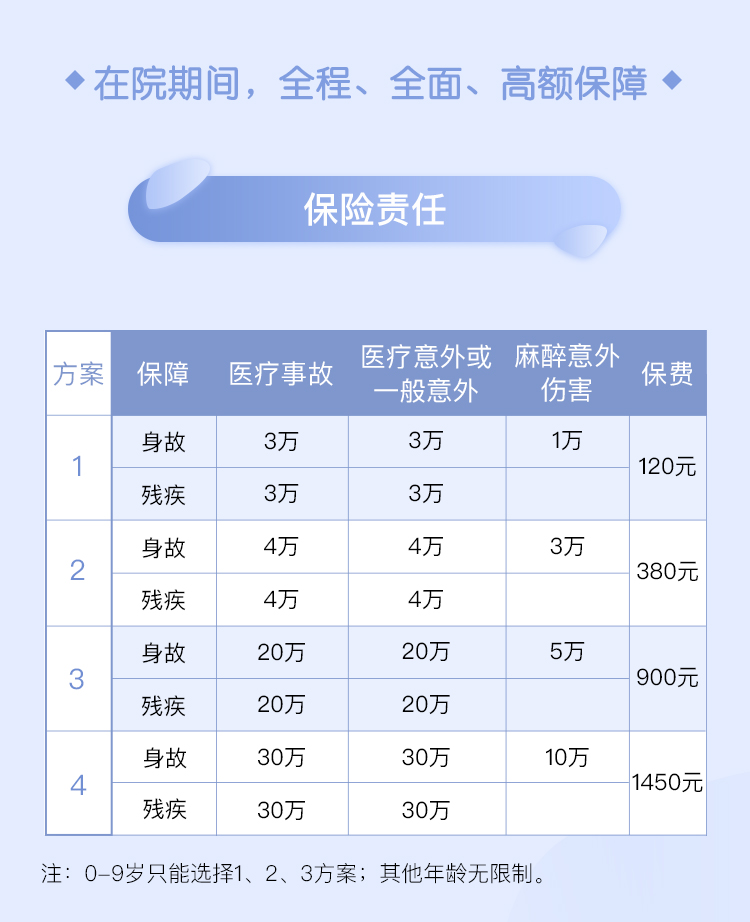 在院期间，全程、全面、高额保障
保险责任
方案 保障 医疗事故 医疗意外或一般意外 麻醉意外伤害 保费
1 身故 3万 3万 1万 120元
残疾 3万 3万
2 身故 4万 4万 3万 380元
残疾 4万 4万
3 身故 20万 20万 5万 900元
残疾 20万 20万
4 身故 30万 30万 10万 1450元
残疾 30万 30万
注：0-9岁只能选择1、2、3方案；其他年龄无限制。